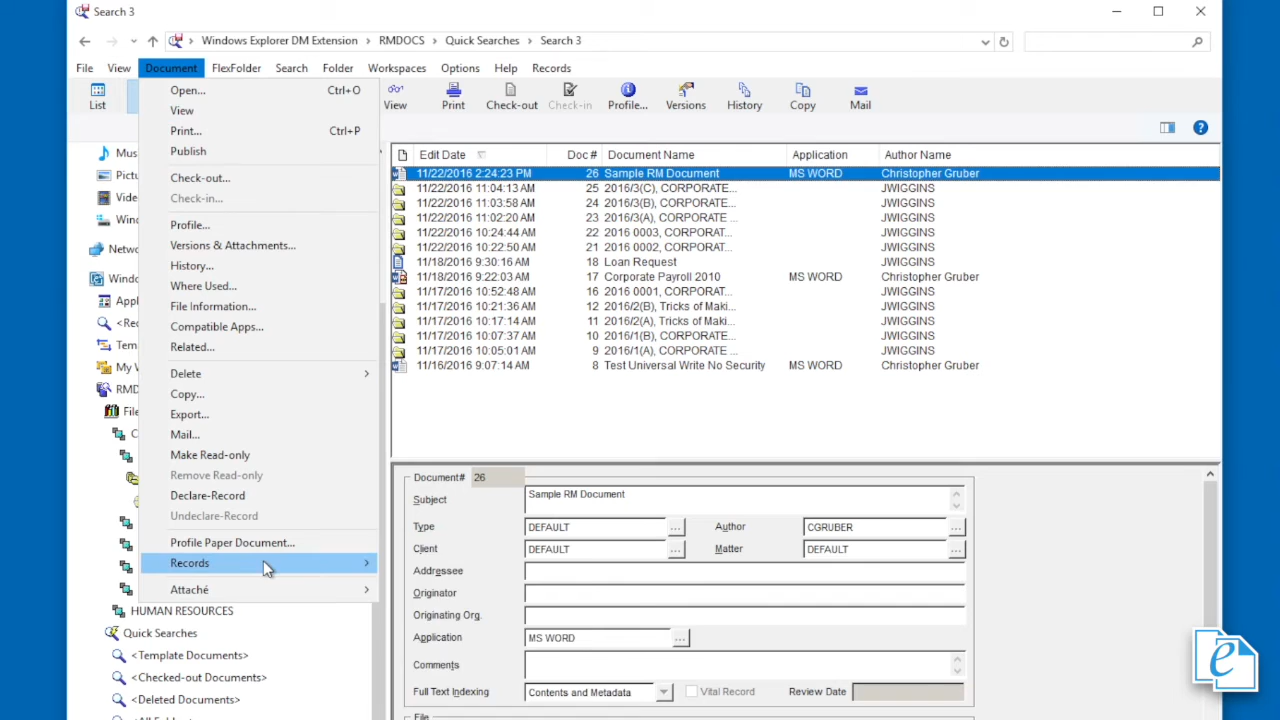 Search 3
Windows Explorer DM Extension > RMDOCS > Quick Searches > Search 3
File View Document FlexFolder Search Folder Workspaces Options Help Records
List View Print Check-out Check-in Profile... Versions History Copy Mail
Open... Ctrl+O
View
Print... Ctrl+P
Publish
Check-out...
Check-in...
Profile...
Versions & Attachments...
History...
Where Used...
File Information...
Compatible Apps...
Related...
Delete
Copy...
Export...
Mail...
Make Read-only
Remove Read-only
Declare-Record
Undeclare-Record
Profile Paper Document...
Records
Attaché
Mus
Pictu
Vide
Netwo
Windo
Appl
My W
RMD
File
HUMAN RESOURCES
Quick Searches
<Template Documents>
<Checked-out Documents>
<Deleted Documents>
Edit Date Doc # Document Name Application Author Name
11/22/2016 2:24:23 PM 26 Sample RM Document MS WORD Christopher Gruber
11/22/2016 11:04:13 AM 25 2016/3(C), CORPORATE... JWIGGINS
11/22/2016 11:03:58 AM 24 2016/3(B), CORPORATE... JWIGGINS
11/22/2016 11:02:20 AM 23 2016/3(A), CORPORATE ... JWIGGINS
11/22/2016 10:24:44 AM 22 2016 0003, CORPORAT... JWIGGINS
11/22/2016 10:22:50 AM 21 2016 0002, CORPORAT... JWIGGINS
11/18/2016 9:30:16 AM 18 Loan Request JWIGGINS
11/18/2016 9:22:03 AM 17 Corporate Payroll 2010 MS WORD Christopher Gruber
11/17/2016 10:52:48 AM 16 2016 0001, CORPORAT... JWIGGINS
11/17/2016 10:21:36 AM 12 2016/2(B), Tricks of Maki... JWIGGINS
11/17/2016 10:17:14 AM 11 2016/2(A), Tricks of Maki... JWIGGINS
11/17/2016 10:07:37 AM 10 2016/1(B), CORPORATE... JWIGGINS
11/17/2016 10:05:01 AM 9 2016/1(A), CORPORATE ... JWIGGINS
11/16/2016 9:07:14 AM 8 Test Universal Write No Security MS WORD Christopher Gruber
Document# 26
Subject Sample RM Document
Type DEFAULT ... Author CGRUBER ...
Client DEFAULT ... Matter DEFAULT ...
Addressee
Originator
Originating Org.
Application MS WORD ...
Comments
Full Text Indexing Contents and Metadata Vital Record Review Date
File